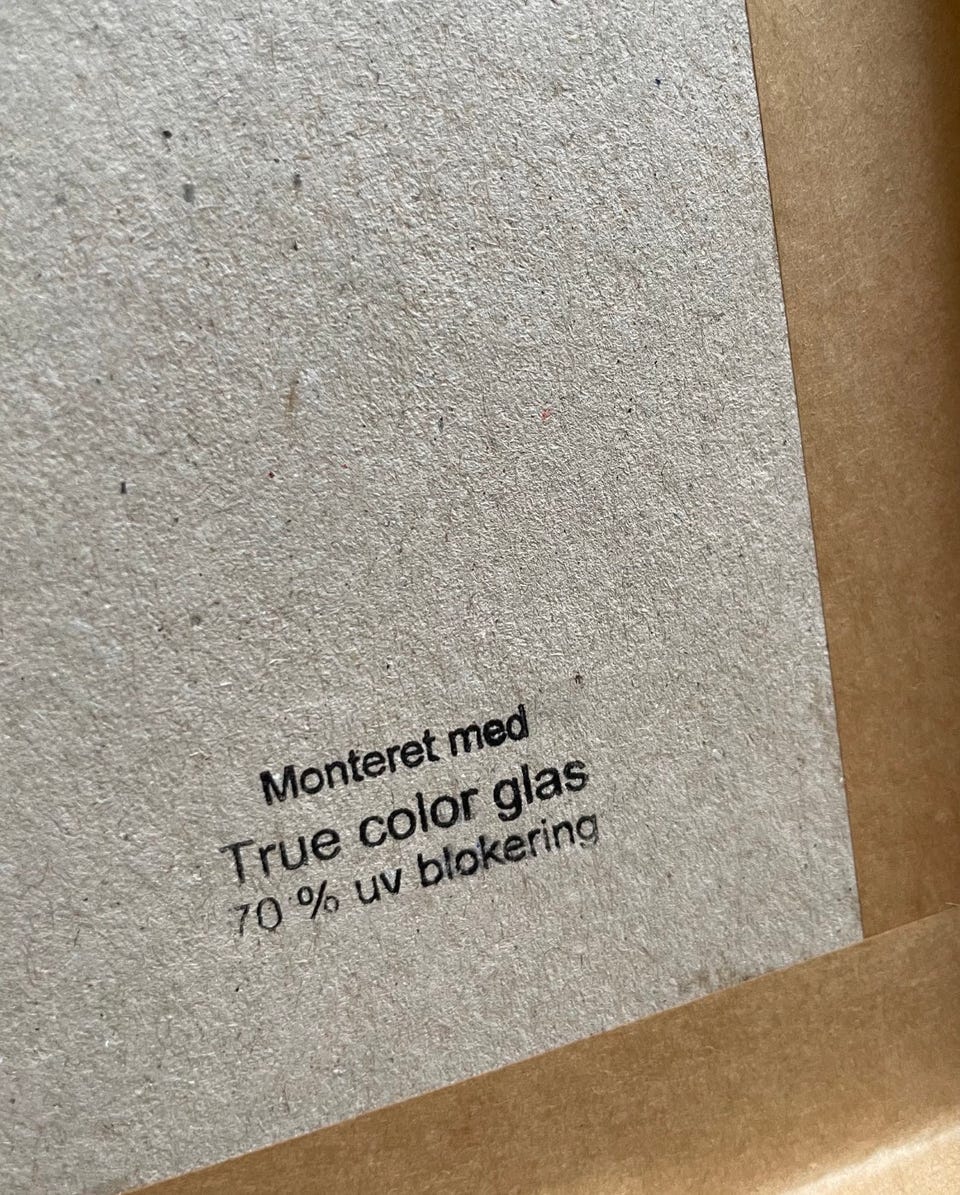 Monteret med
True color glas
70 % uv blokering